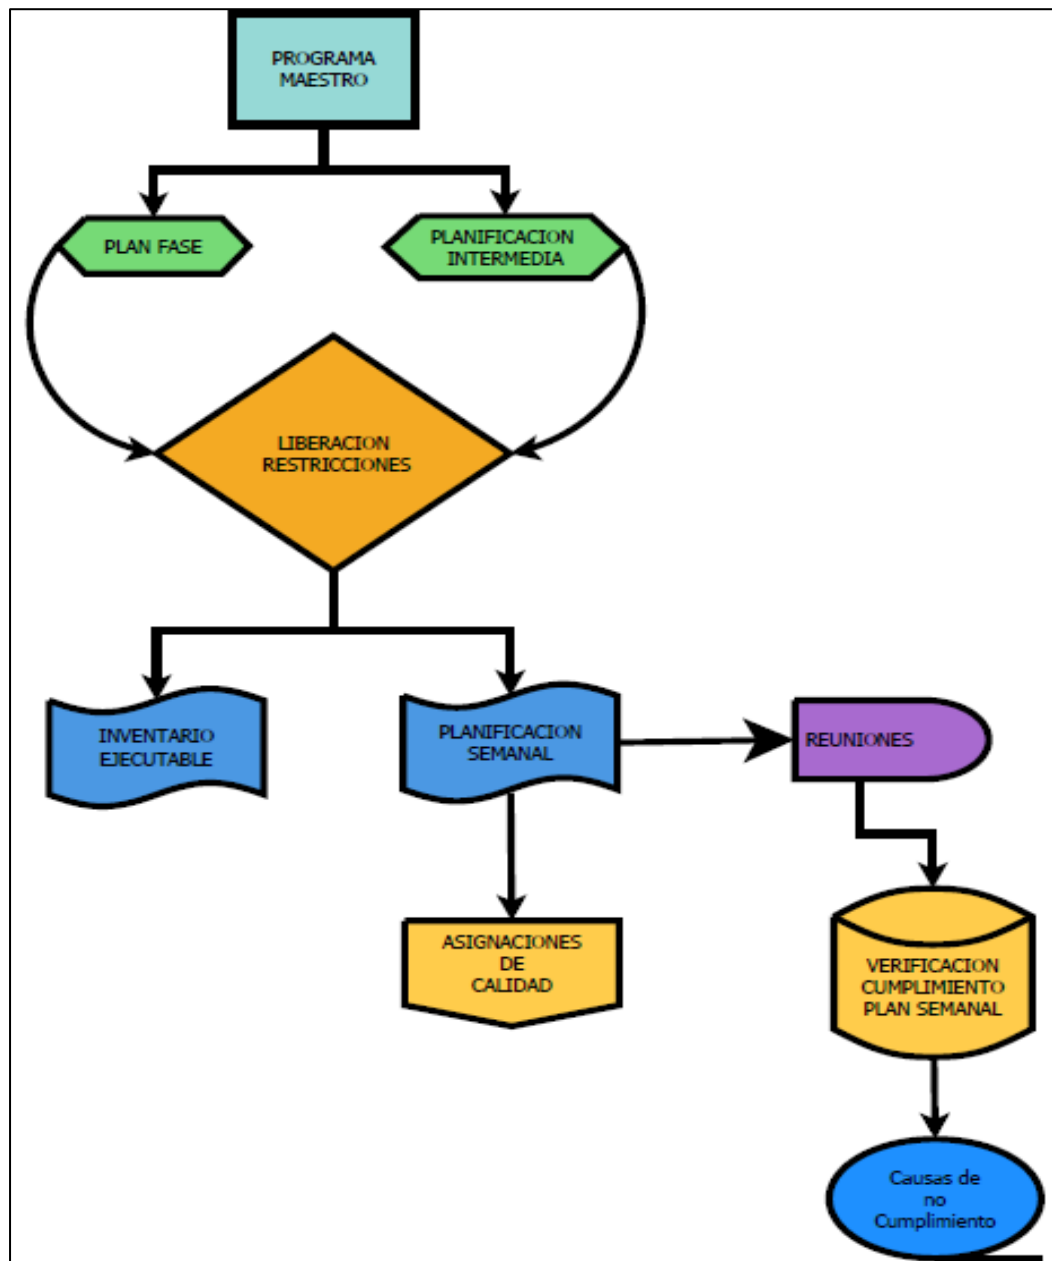 PROGRAMA
MAESTRO
PLAN FASE
PLANIFICACION
INTERMEDIA
LIBERACION
RESTRICCIONES
INVENTARIO
EJECUTABLE
PLANIFICACION
SEMANAL
REUNIONES
ASIGNACIONES
DE
CALIDAD
VERIFICACION
CUMPLIMIENTO
PLAN SEMANAL
Causas de
no
Cumplimiento